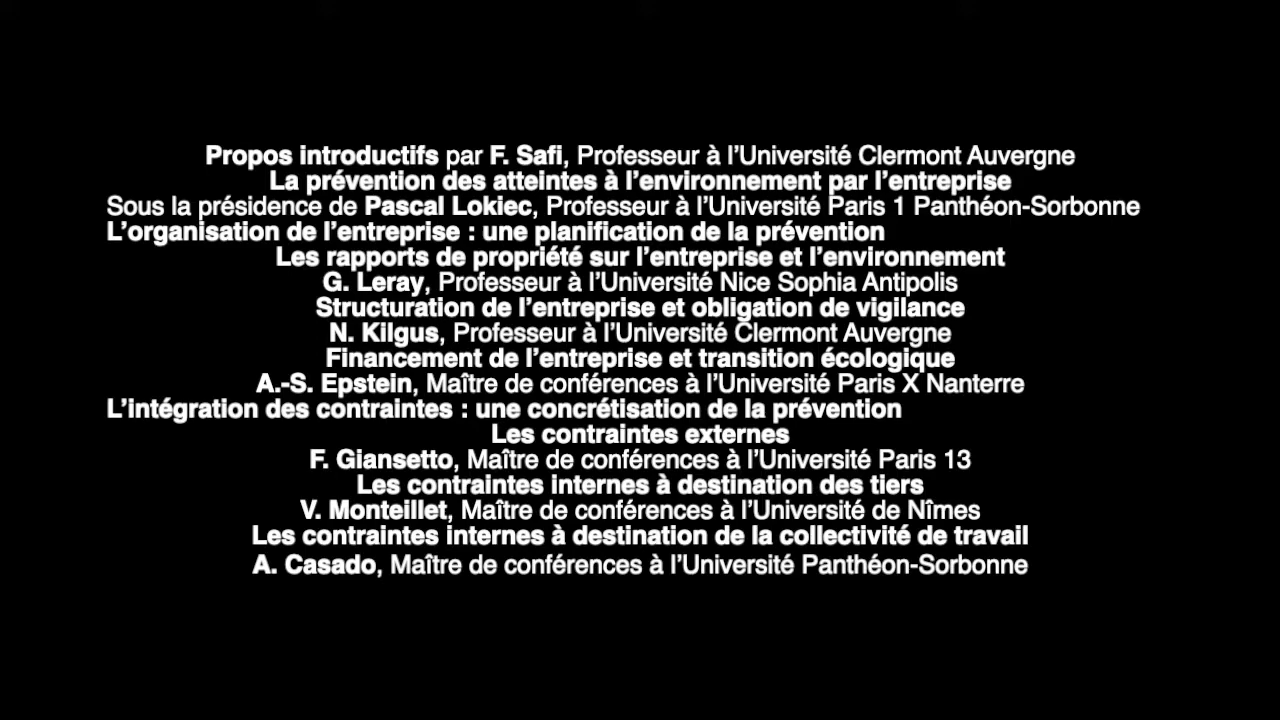 Propos introductifs par F. Safi, Professeur à l’Université Clermont Auvergne
La prévention des atteintes à l’environnement par l’entreprise
Sous la présidence de Pascal Lokiec, Professeur à l’Université Paris 1 Panthéon-Sorbonne
L’organisation de l’entreprise : une planification de la prévention
Les rapports de propriété sur l’entreprise et l’environnement
G. Leray, Professeur à l’Université Nice Sophia Antipolis
Structuration de l’entreprise et obligation de vigilance
N. Kilgus, Professeur à l’Université Clermont Auvergne
Financement de l’entreprise et transition écologique
A.-S. Epstein, Maître de conférences à l’Université Paris X Nanterre
L’intégration des contraintes : une concrétisation de la prévention
Les contraintes externes
F. Giansetto, Maître de conférences à l’Université Paris 13
Les contraintes internes à destination des tiers
V. Monteillet, Maître de conférences à l’Université de Nîmes
Les contraintes internes à destination de la collectivité de travail
A. Casado, Maître de conférences à l’Université Panthéon-Sorbonne